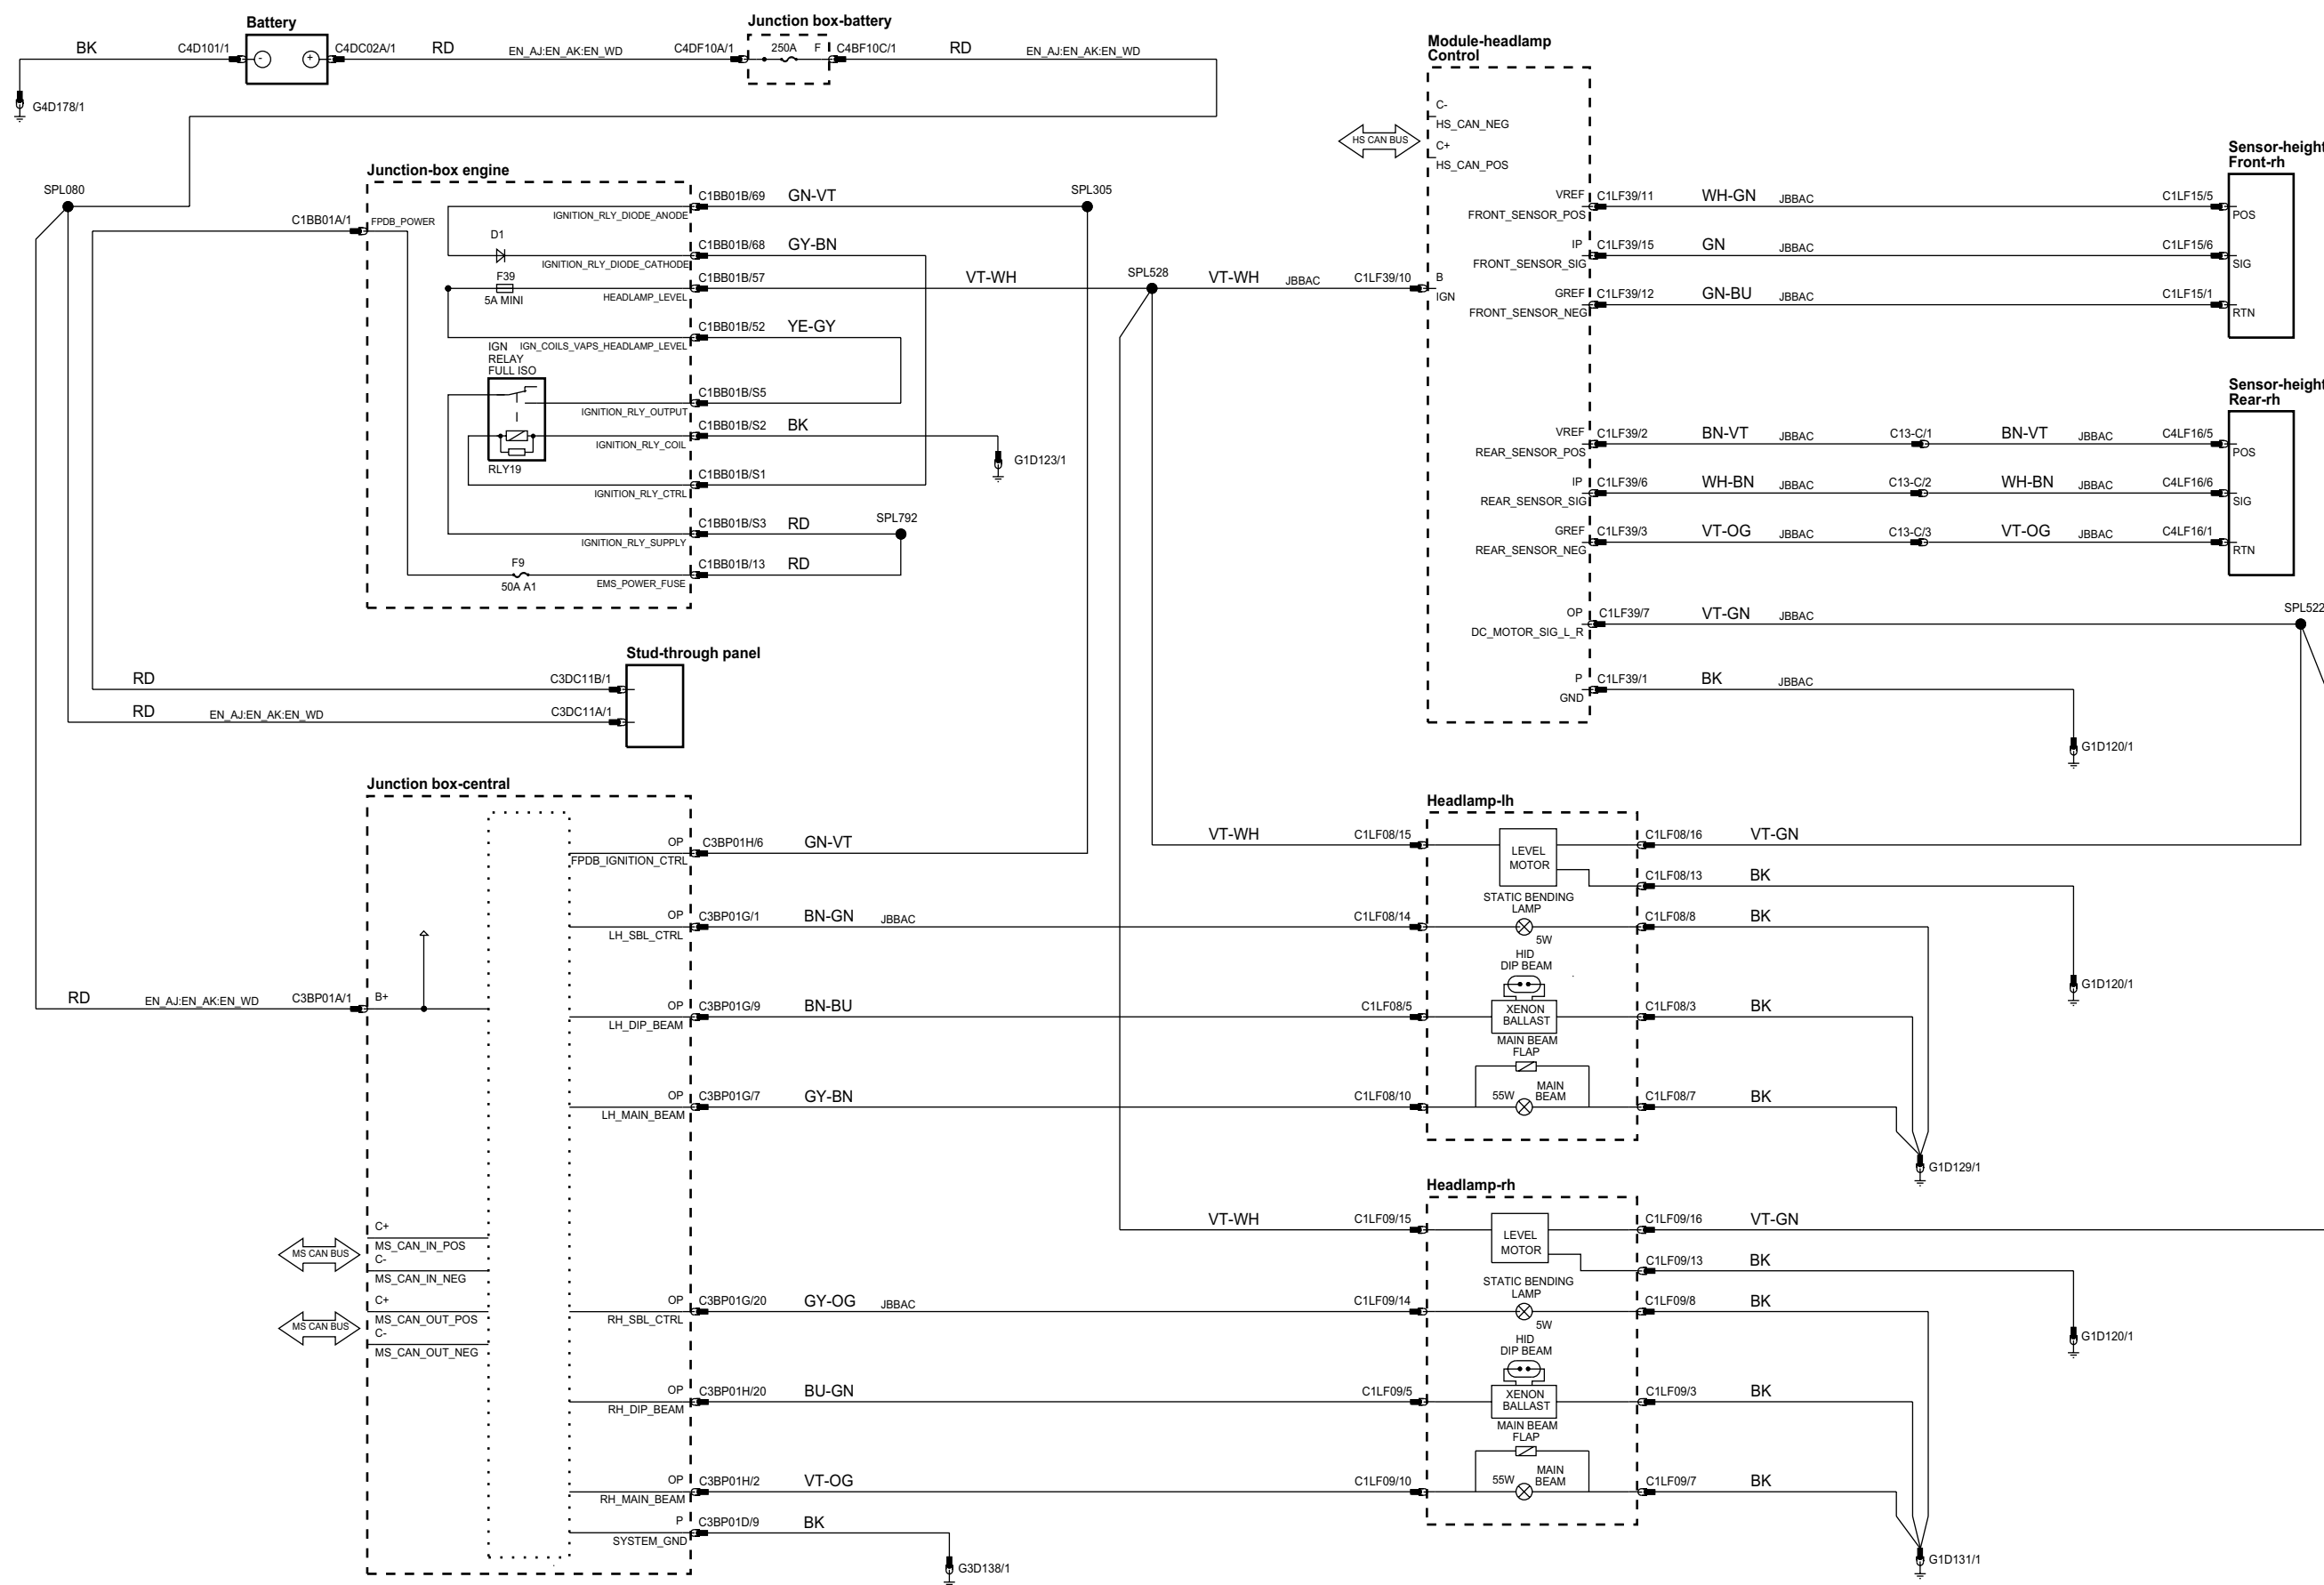 Battery
Junction box-battery
BK
C4D101/1
-
+
C4DC02A/1
RD
EN_AJ:EN_AK:EN_WD
C4DF10A/1
250A
F
C4BF10C/1
RD
EN_AJ:EN_AK:EN_WD
G4D178/1
SPL080
Junction-box engine
C1BB01A/1
FPDB_POWER
C1BB01B/69
GN-VT
IGNITION_RLY_DIODE_ANODE
SPL305
D1
C1BB01B/68
GY-BN
IGNITION_RLY_DIODE_CATHODE
F39
5A MINI
C1BB01B/57
HEADLAMP_LEVEL
VT-WH
SPL528
VT-WH
JBBAC
C1LF39/10
C1BB01B/52
YE-GY
IGN_COILS_VAPS_HEADLAMP_LEVEL
IGN
RELAY
FULL ISO
C1BB01B/S5
IGNITION_RLY_OUTPUT
C1BB01B/S2
BK
IGNITION_RLY_COIL
RLY19
G1D123/1
C1BB01B/S1
IGNITION_RLY_CTRL
C1BB01B/S3
RD
SPL792
IGNITION_RLY_SUPPLY
F9
50A A1
C1BB01B/13
RD
EMS_POWER_FUSE
Stud-through panel
RD
C3DC11B/1
RD
EN_AJ:EN_AK:EN_WD
C3DC11A/1
Module-headlamp
Control
HS CAN BUS
C-
HS_CAN_NEG
C+
HS_CAN_POS
B
IGN
VREF
C1LF39/11
WH-GN
JBBAC
C1LF15/5
FRONT_SENSOR_POS
IP
C1LF39/15
GN
JBBAC
C1LF15/6
FRONT_SENSOR_SIG
GREF
C1LF39/12
GN-BU
JBBAC
C1LF15/1
FRONT_SENSOR_NEG
Sensor-height
Front-rh
POS
SIG
RTN
VREF
C1LF39/2
BN-VT
JBBAC
C13-C/1
BN-VT
JBBAC
C4LF16/5
REAR_SENSOR_POS
IP
C1LF39/6
WH-BN
JBBAC
C13-C/2
WH-BN
JBBAC
C4LF16/6
REAR_SENSOR_SIG
GREF
C1LF39/3
VT-OG
JBBAC
C13-C/3
VT-OG
JBBAC
C4LF16/1
REAR_SENSOR_NEG
Sensor-height
Rear-rh
POS
SIG
RTN
OP
C1LF39/7
VT-GN
JBBAC
SPL522
DC_MOTOR_SIG_L_R
P
C1LF39/1
BK
JBBAC
GND
G1D120/1
Junction box-central
OP
C3BP01H/6
GN-VT
FPDB_IGNITION_CTRL
OP
C3BP01G/1
BN-GN
JBBAC
LH_SBL_CTRL
RD
EN_AJ:EN_AK:EN_WD
C3BP01A/1
B+
OP
C3BP01G/9
BN-BU
LH_DIP_BEAM
OP
C3BP01G/7
GY-BN
LH_MAIN_BEAM
MS CAN BUS
C+
MS_CAN_IN_POS
C-
MS_CAN_IN_NEG
MS CAN BUS
C+
MS_CAN_OUT_POS
C-
MS_CAN_OUT_NEG
OP
C3BP01G/20
GY-OG
JBBAC
RH_SBL_CTRL
OP
C3BP01H/20
BU-GN
RH_DIP_BEAM
OP
C3BP01H/2
VT-OG
RH_MAIN_BEAM
P
C3BP01D/9
BK
SYSTEM_GND
G3D138/1
Headlamp-lh
VT-WH
C1LF08/15
LEVEL
MOTOR
C1LF08/16
VT-GN
C1LF08/13
BK
STATIC BENDING
LAMP
C1LF08/14
5W
C1LF08/8
BK
G1D120/1
HID
DIP BEAM
C1LF08/5
XENON
BALLAST
C1LF08/3
BK
MAIN BEAM
FLAP
C1LF08/10
55W
MAIN
BEAM
C1LF08/7
BK
G1D129/1
Headlamp-rh
VT-WH
C1LF09/15
LEVEL
MOTOR
C1LF09/16
VT-GN
C1LF09/13
BK
STATIC BENDING
LAMP
C1LF09/14
5W
C1LF09/8
BK
G1D120/1
HID
DIP BEAM
C1LF09/5
XENON
BALLAST
C1LF09/3
BK
MAIN BEAM
FLAP
C1LF09/10
55W
MAIN
BEAM
C1LF09/7
BK
G1D131/1